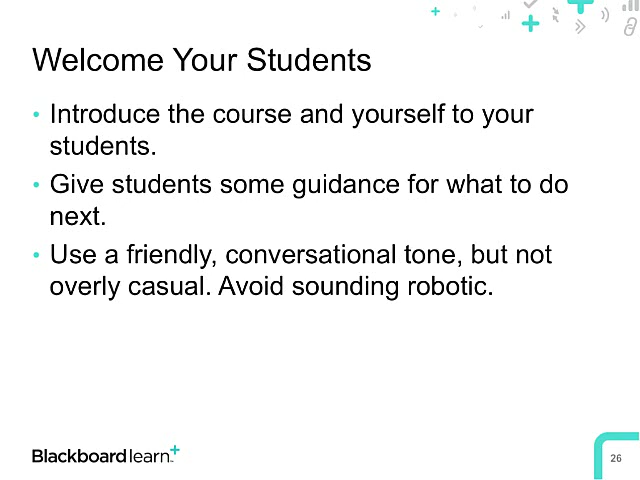 Welcome Your Students
• Introduce the course and yourself to your
students.
• Give students some guidance for what to do
next.
• Use a friendly, conversational tone, but not
overly casual. Avoid sounding robotic.
Blackboard learn+
26